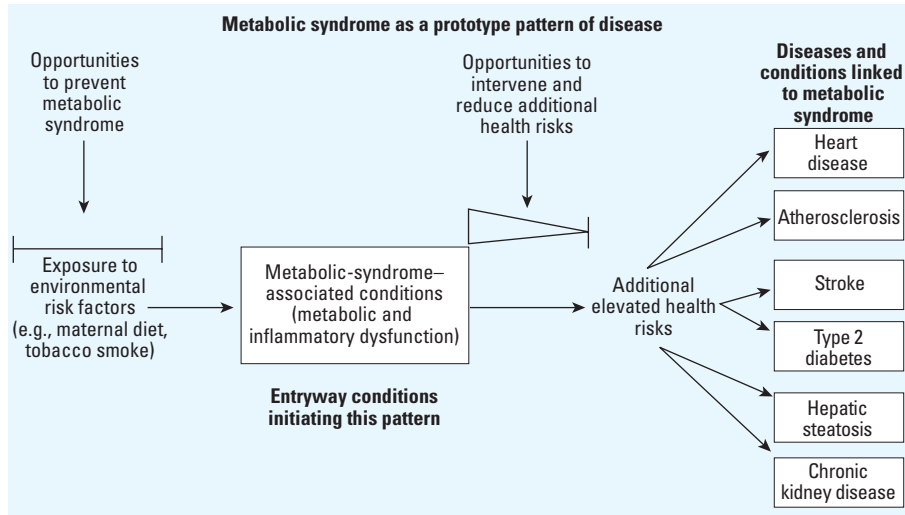 Metabolic syndrome as a prototype pattern of disease
Opportunities
to prevent
metabolic
syndrome
Opportunities to
intervene and
reduce additional
health risks
Diseases and
conditions linked
to metabolic
syndrome
Exposure to
environmental
risk factors
(e.g., maternal diet,
tobacco smoke)
Metabolic-syndrome–
associated conditions
(metabolic and
inflammatory dysfunction)
Entryway conditions
initiating this pattern
Additional
elevated health
risks
Heart
disease
Atherosclerosis
Stroke
Type 2
diabetes
Hepatic
steatosis
Chronic
kidney disease